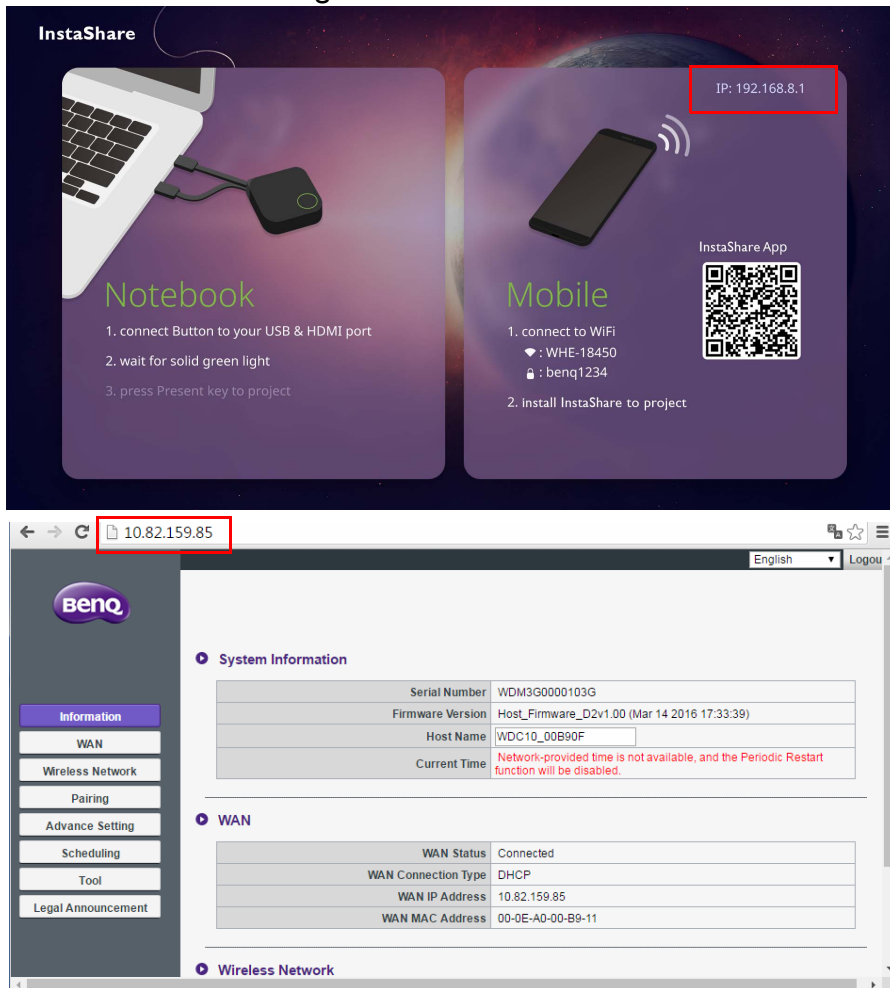 InstaShare
IP: 192.168.8.1
InstaShare App
Notebook
1. connect Button to your USB & HDMI port
2. wait for solid green light
3. press Present key to project
Mobile
1. connect to WiFi
: WHE-18450
: benq1234
2. install InstaShare to project
10.82.159.85
English
Logou
BenQ
Information
WAN
Wireless Network
Pairing
Advance Setting
Scheduling
Tool
Legal Announcement
System Information
Serial Number WDM3G0000103G
Firmware Version Host_Firmware_D2v1.00 (Mar 14 2016 17:33:39)
Host Name WDC10_00B90F
Current Time Network-provided time is not available, and the Periodic Restart
function will be disabled.
WAN
WAN Status Connected
WAN Connection Type DHCP
WAN IP Address 10.82.159.85
WAN MAC Address 00-0E-A0-00-B9-11
Wireless Network